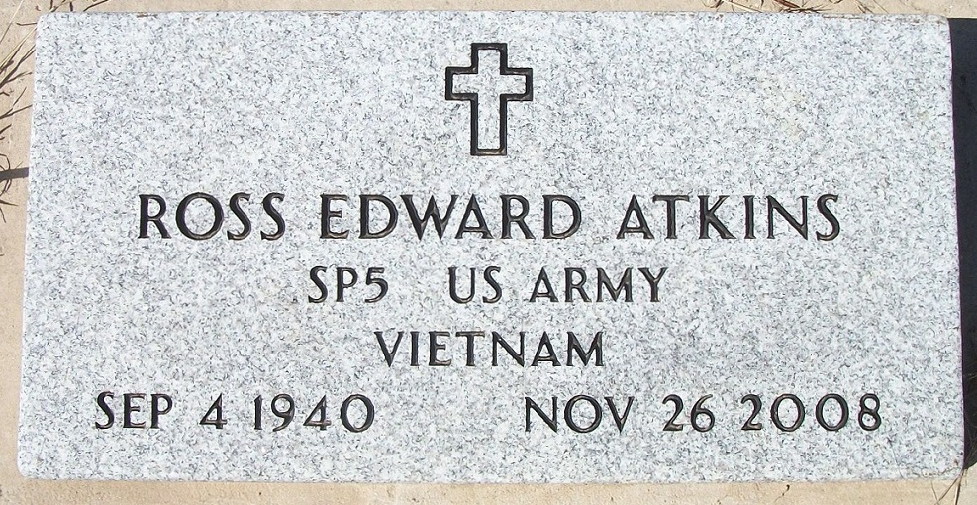 ROSS EDWARD ATKINS
SP5 US ARMY
VIETNAM
SEP 4 1940 NOV 26 2008